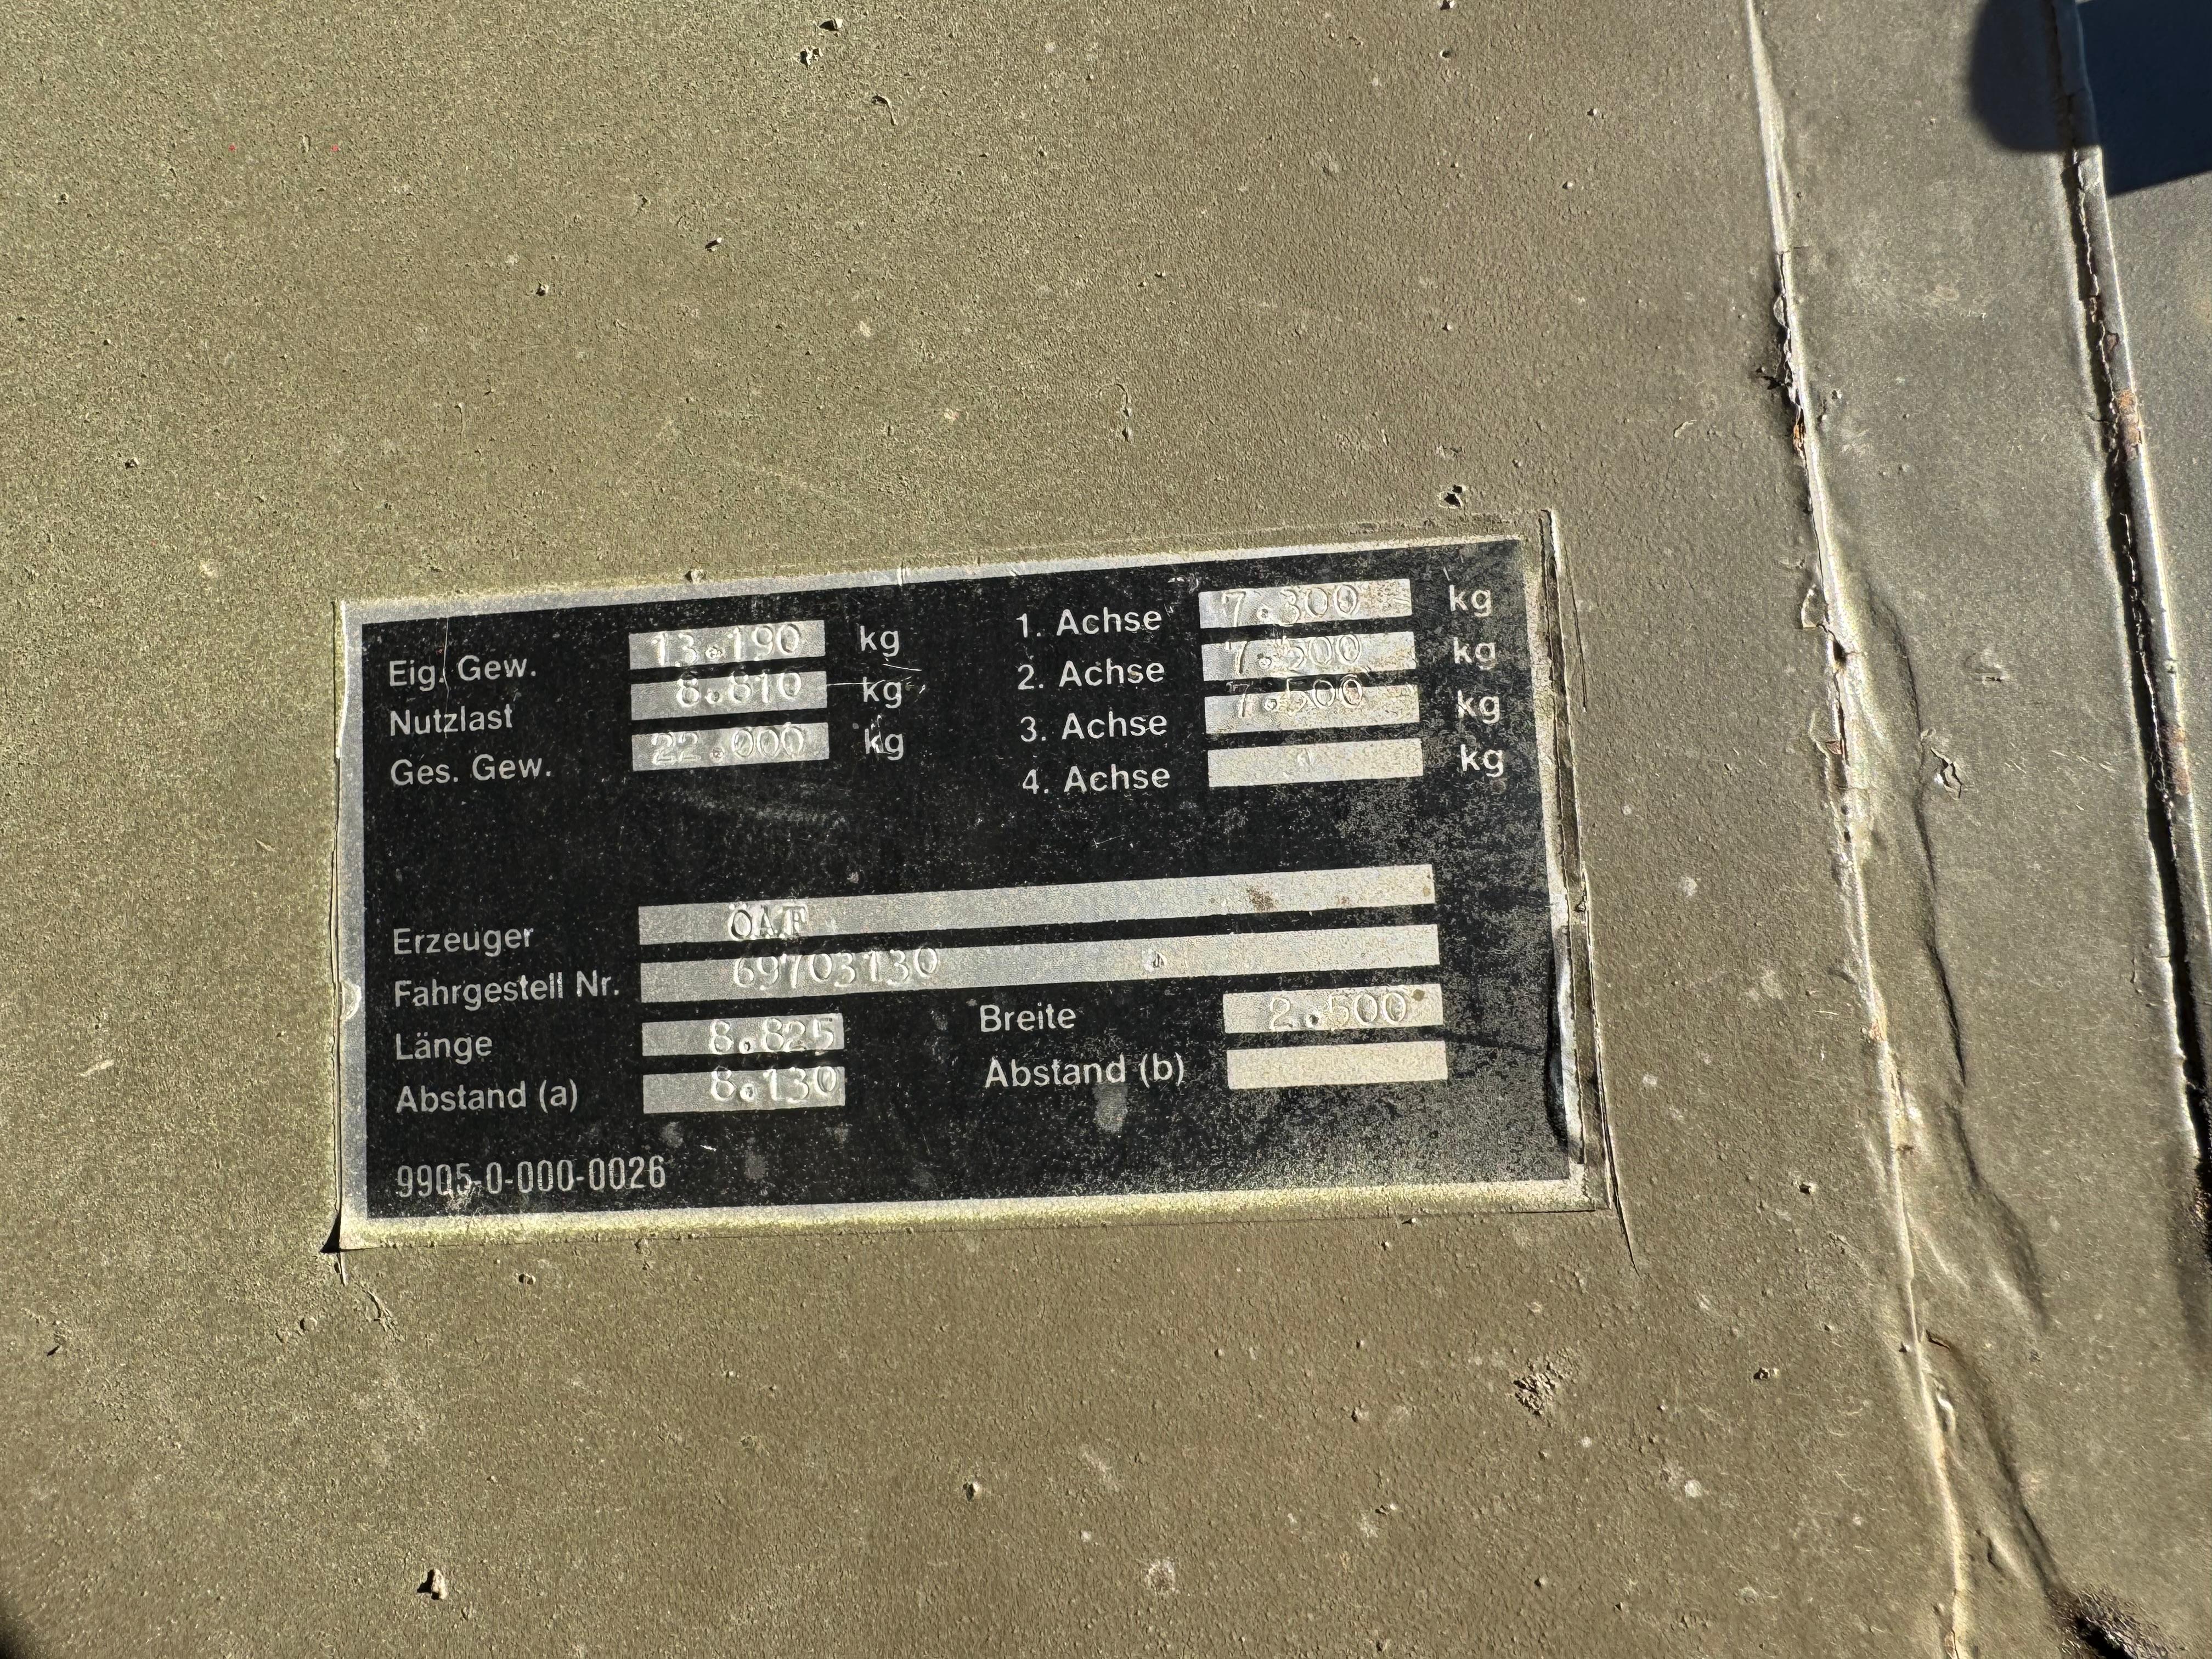 Eig. Gew. 13.190 kg
Nutzlast 8.810 kg
Ges. Gew. 22.000 kg
1. Achse 7.300 kg
2. Achse 7.500 kg
3. Achse 7.500 kg
4. Achse kg
Erzeuger ÖAF
Fahrgestell Nr. 69703130
Länge 8.825 Breite 2.500
Abstand (a) 8.130 Abstand (b)
9905-0-000-0026